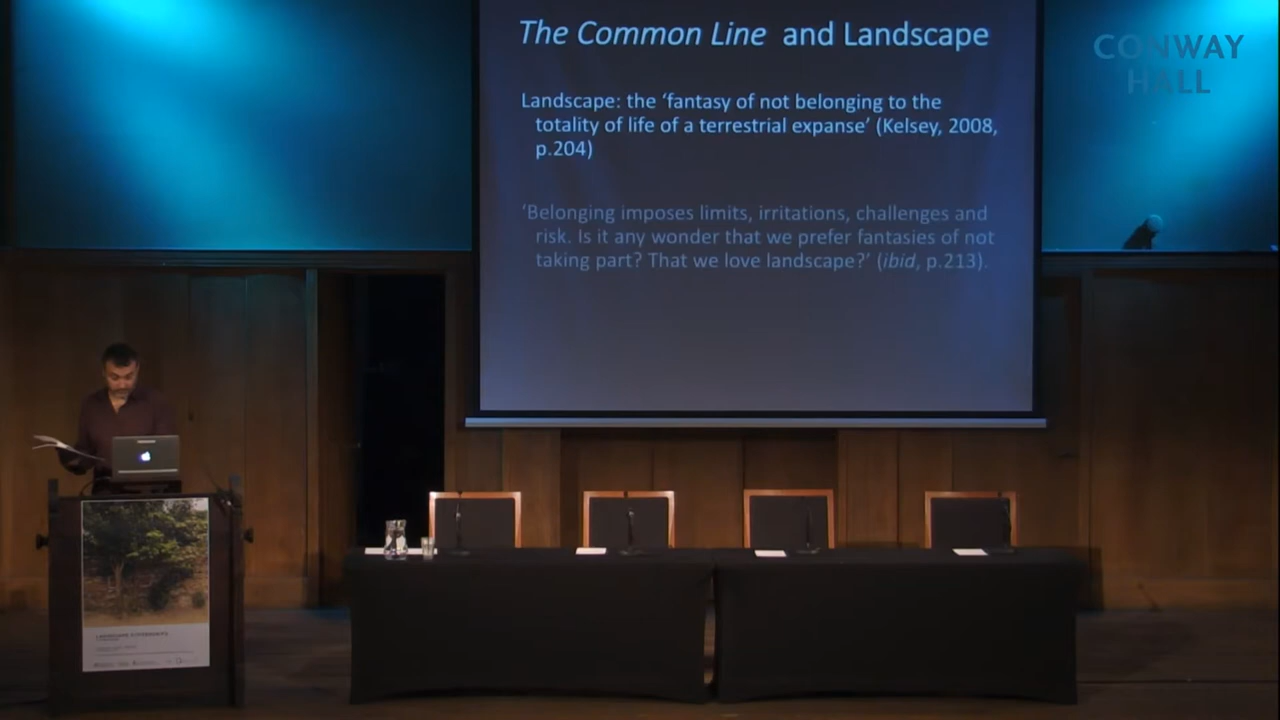 The Common Line and Landscape
CONWAY
HALL
Landscape: the ‘fantasy of not belonging to the
totality of life of a terrestrial expanse’ (Kelsey, 2008,
p.204)
‘Belonging imposes limits, irritations, challenges and
risk. Is it any wonder that we prefer fantasies of not
taking part? That we love landscape?’ (ibid, p.213).